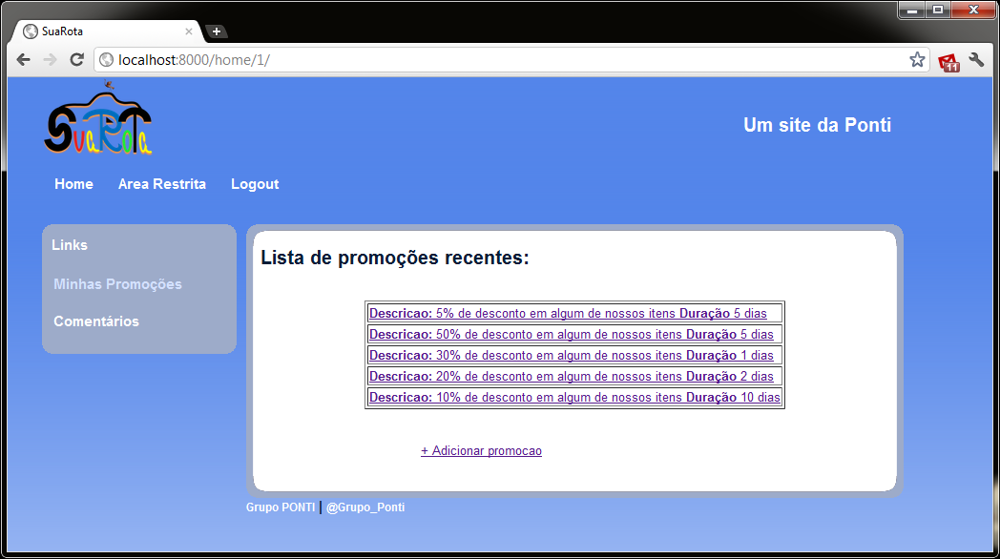 SuaRota
localhost:8000/home/1/
11
SuaRota
Um site da Ponti
Home Area Restrita Logout
Links
Minhas Promoções
Comentários
Lista de promoções recentes:
Descricao: 5% de desconto em algum de nossos itens Duração 5 dias
Descricao: 50% de desconto em algum de nossos itens Duração 5 dias
Descricao: 30% de desconto em algum de nossos itens Duração 1 dias
Descricao: 20% de desconto em algum de nossos itens Duração 2 dias
Descricao: 10% de desconto em algum de nossos itens Duração 10 dias
+ Adicionar promocao
Grupo PONTI | @Grupo_Ponti